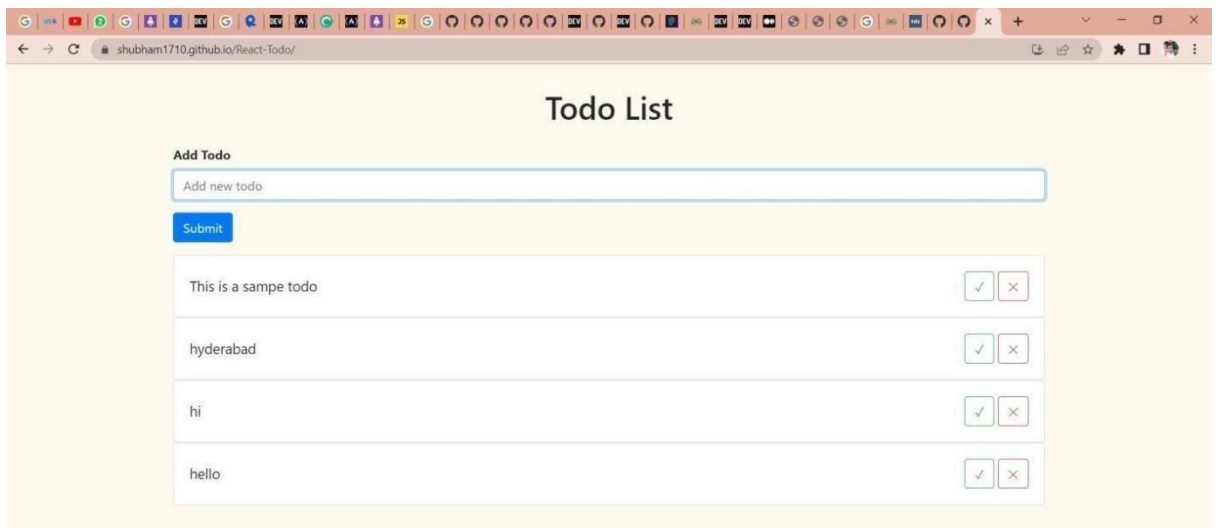 shubham1710.github.io/React-Todo/
Todo List
Add Todo
Add new todo
Submit
This is a sampe todo
hyderabad
hi
hello